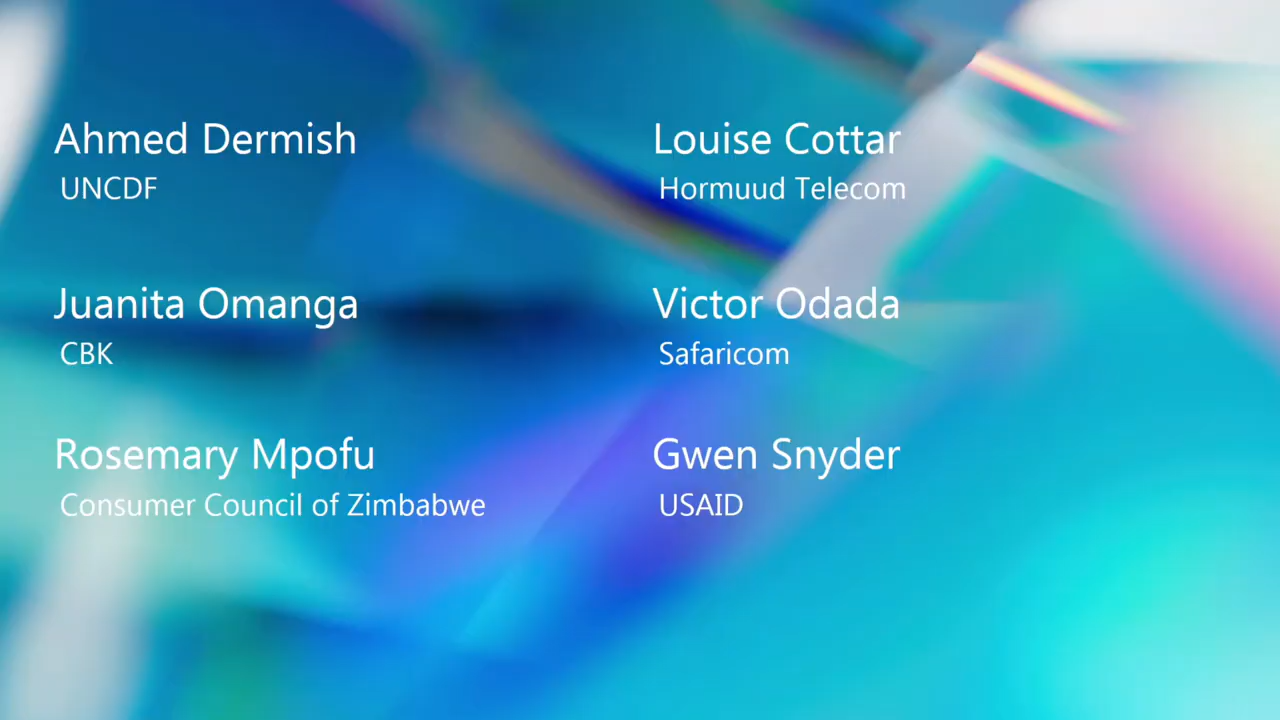 Ahmed Dermish
UNCDF
Louise Cottar
Hormuud Telecom
Juanita Omanga
CBK
Victor Odada
Safaricom
Rosemary Mpofu
Consumer Council of Zimbabwe
Gwen Snyder
USAID